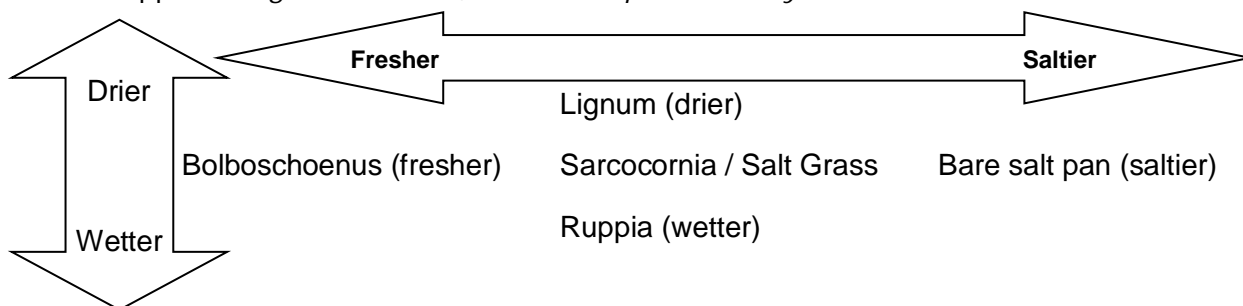 Fresher Saltier
Drier
Lignum (drier)
Bolboschoenus (fresher) Sarcocornia / Salt Grass Bare salt pan (saltier)
Ruppia (wetter)
Wetter